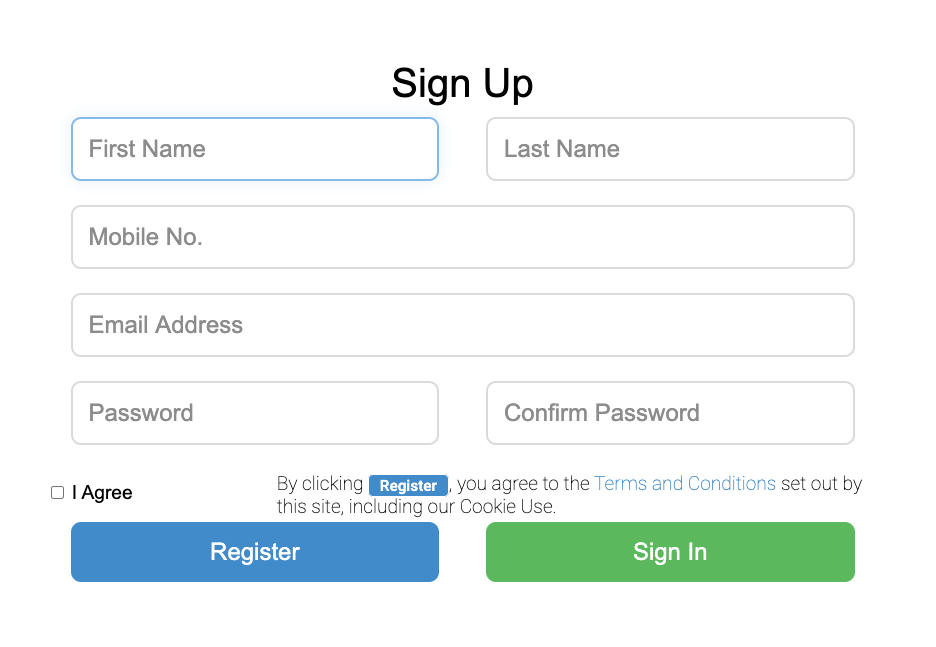 Sign Up
First Name Last Name
Mobile No.
Email Address
Password Confirm Password
I Agree By clicking Register, you agree to the Terms and Conditions set out by
this site, including our Cookie Use.
Register Sign In